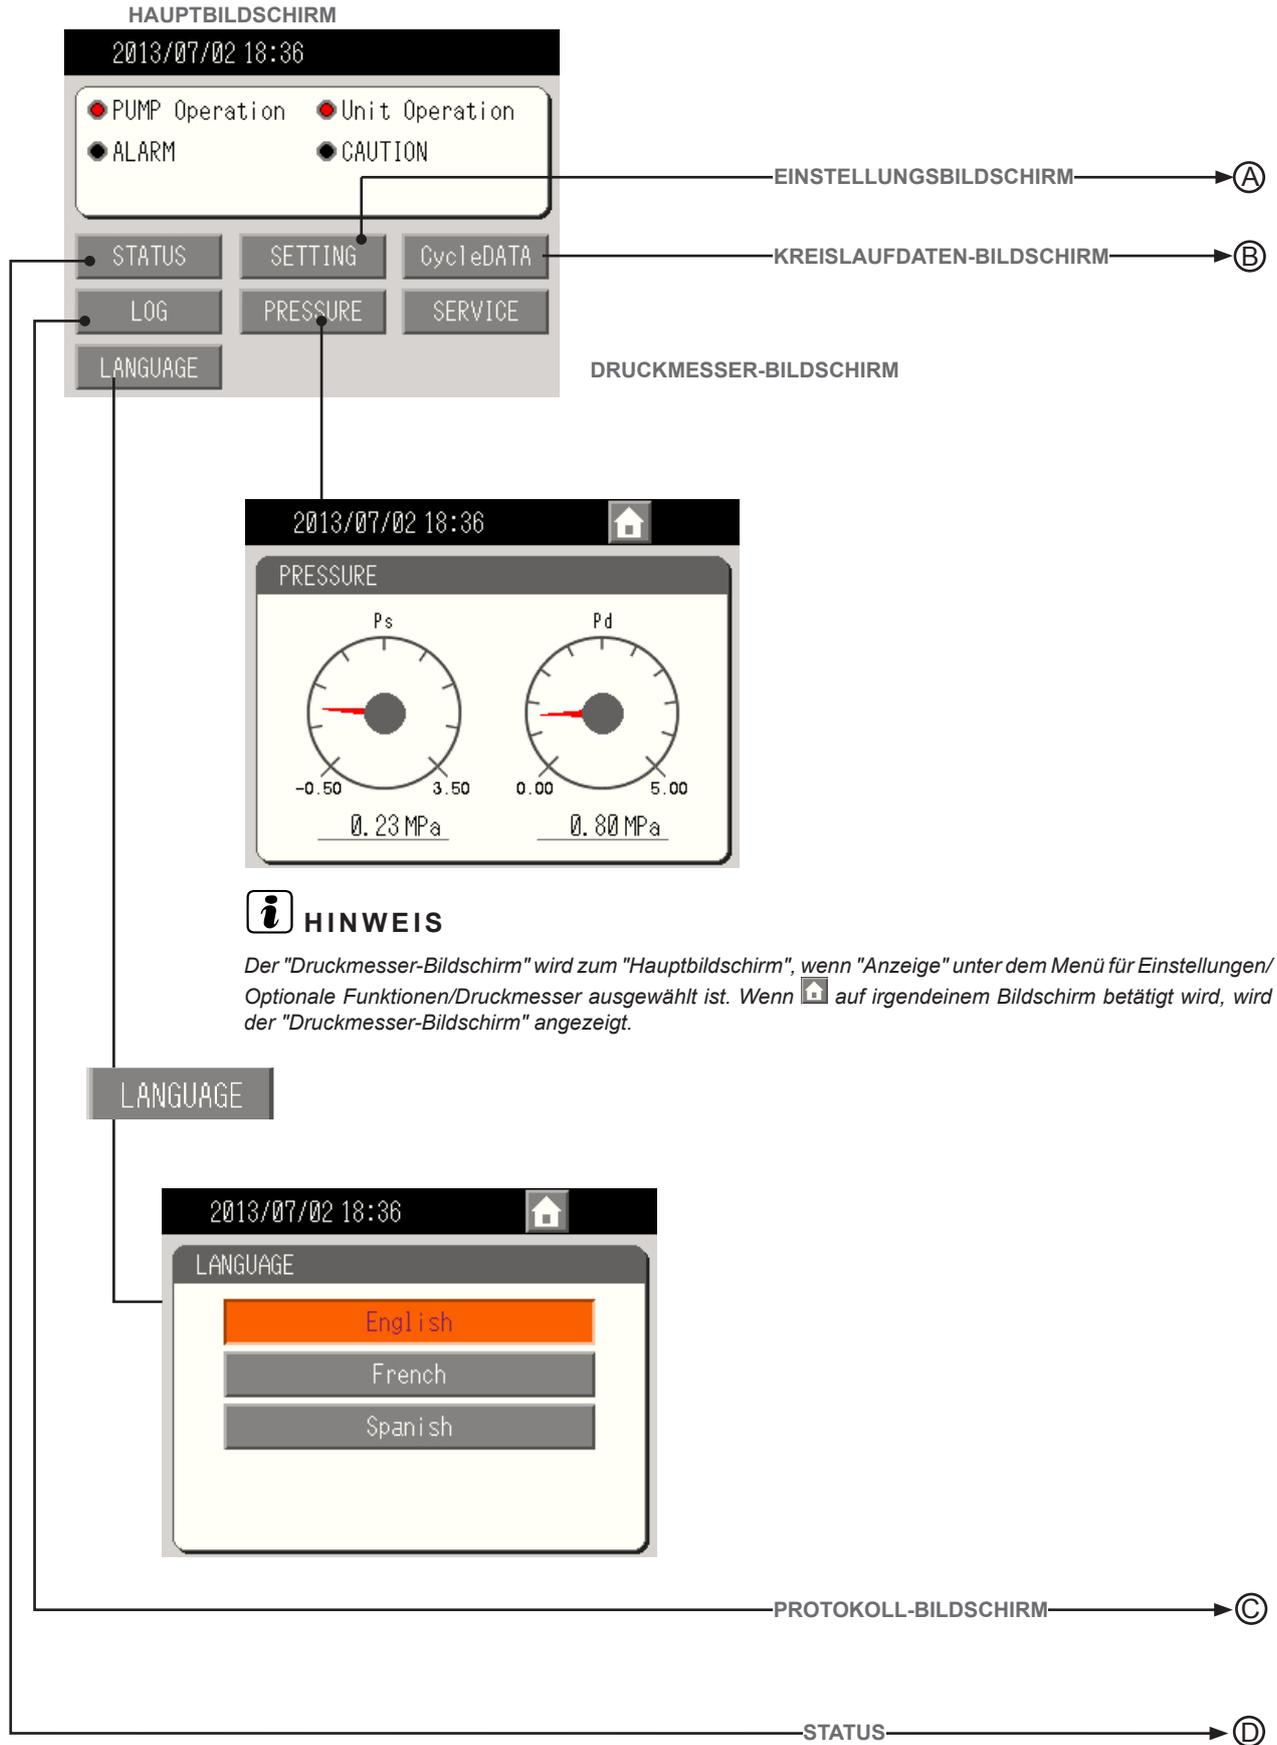 HAUPTBILDSCHIRM
2013/07/02 18:36
PUMP Operation Unit Operation
ALARM CAUTION
EINSTELLUNGSBILDSCHIRM A
STATUS SETTING CycleDATA
KREISLAUFDATEN-BILDSCHIRM B
LOG PRESSURE SERVICE
LANGUAGE
DRUCKMESSER-BILDSCHIRM
2013/07/02 18:36
PRESSURE
Ps Pd
-0.50 3.50 0.00 5.00
0.23 MPa 0.80 MPa
i HINWEIS
Der "Druckmesser-Bildschirm" wird zum "Hauptbildschirm", wenn "Anzeige" unter dem Menü für Einstellungen/
Optionale Funktionen/Druckmesser ausgewählt ist. Wenn auf irgendeinem Bildschirm betätigt wird, wird
der "Druckmesser-Bildschirm" angezeigt.
LANGUAGE
2013/07/02 18:36
LANGUAGE
English
French
Spanish
PROTOKOLL-BILDSCHIRM C
STATUS D